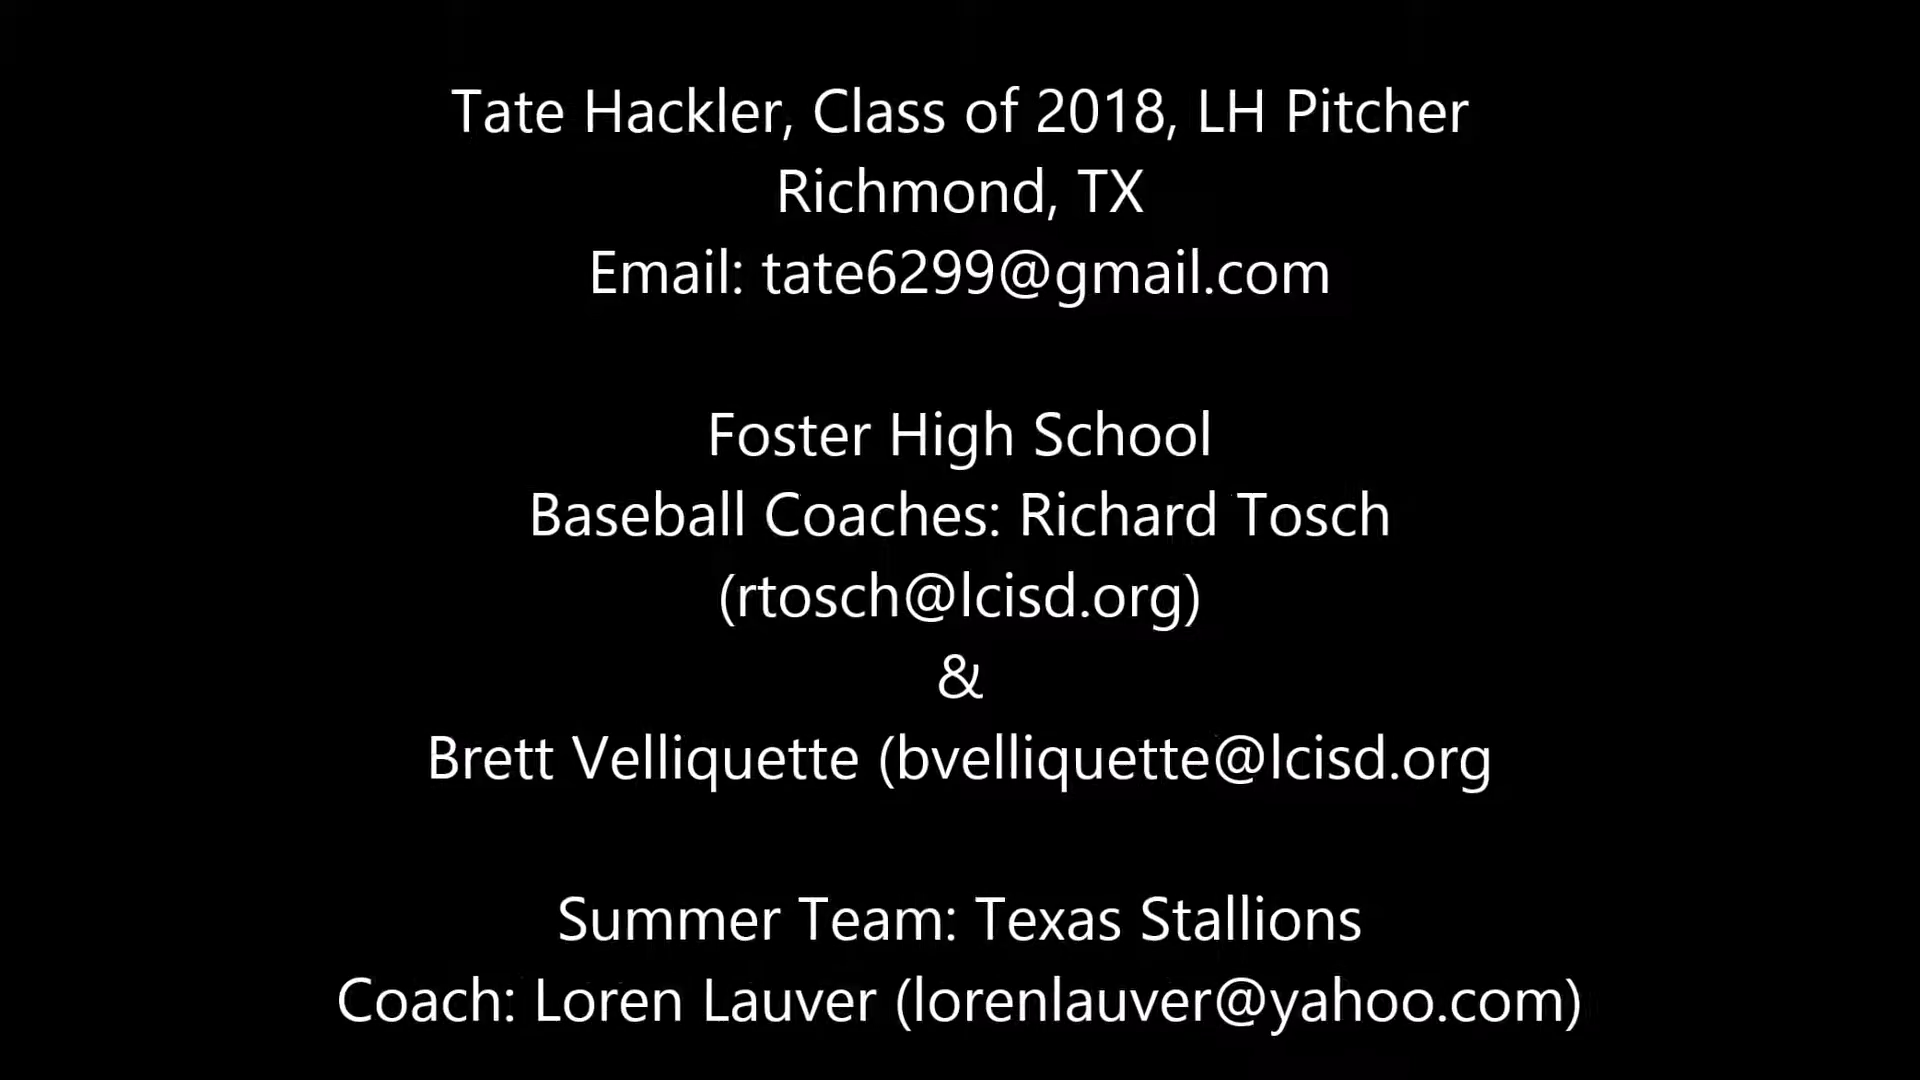 Tate Hackler, Class of 2018, LH Pitcher
Richmond, TX
Email: tate6299@gmail.com
Foster High School
Baseball Coaches: Richard Tosch
(rtosch@lcisd.org)
&
Brett Velliquette (bvelliquette@lcisd.org
Summer Team: Texas Stallions
Coach: Loren Lauver (lorenlauver@yahoo.com)